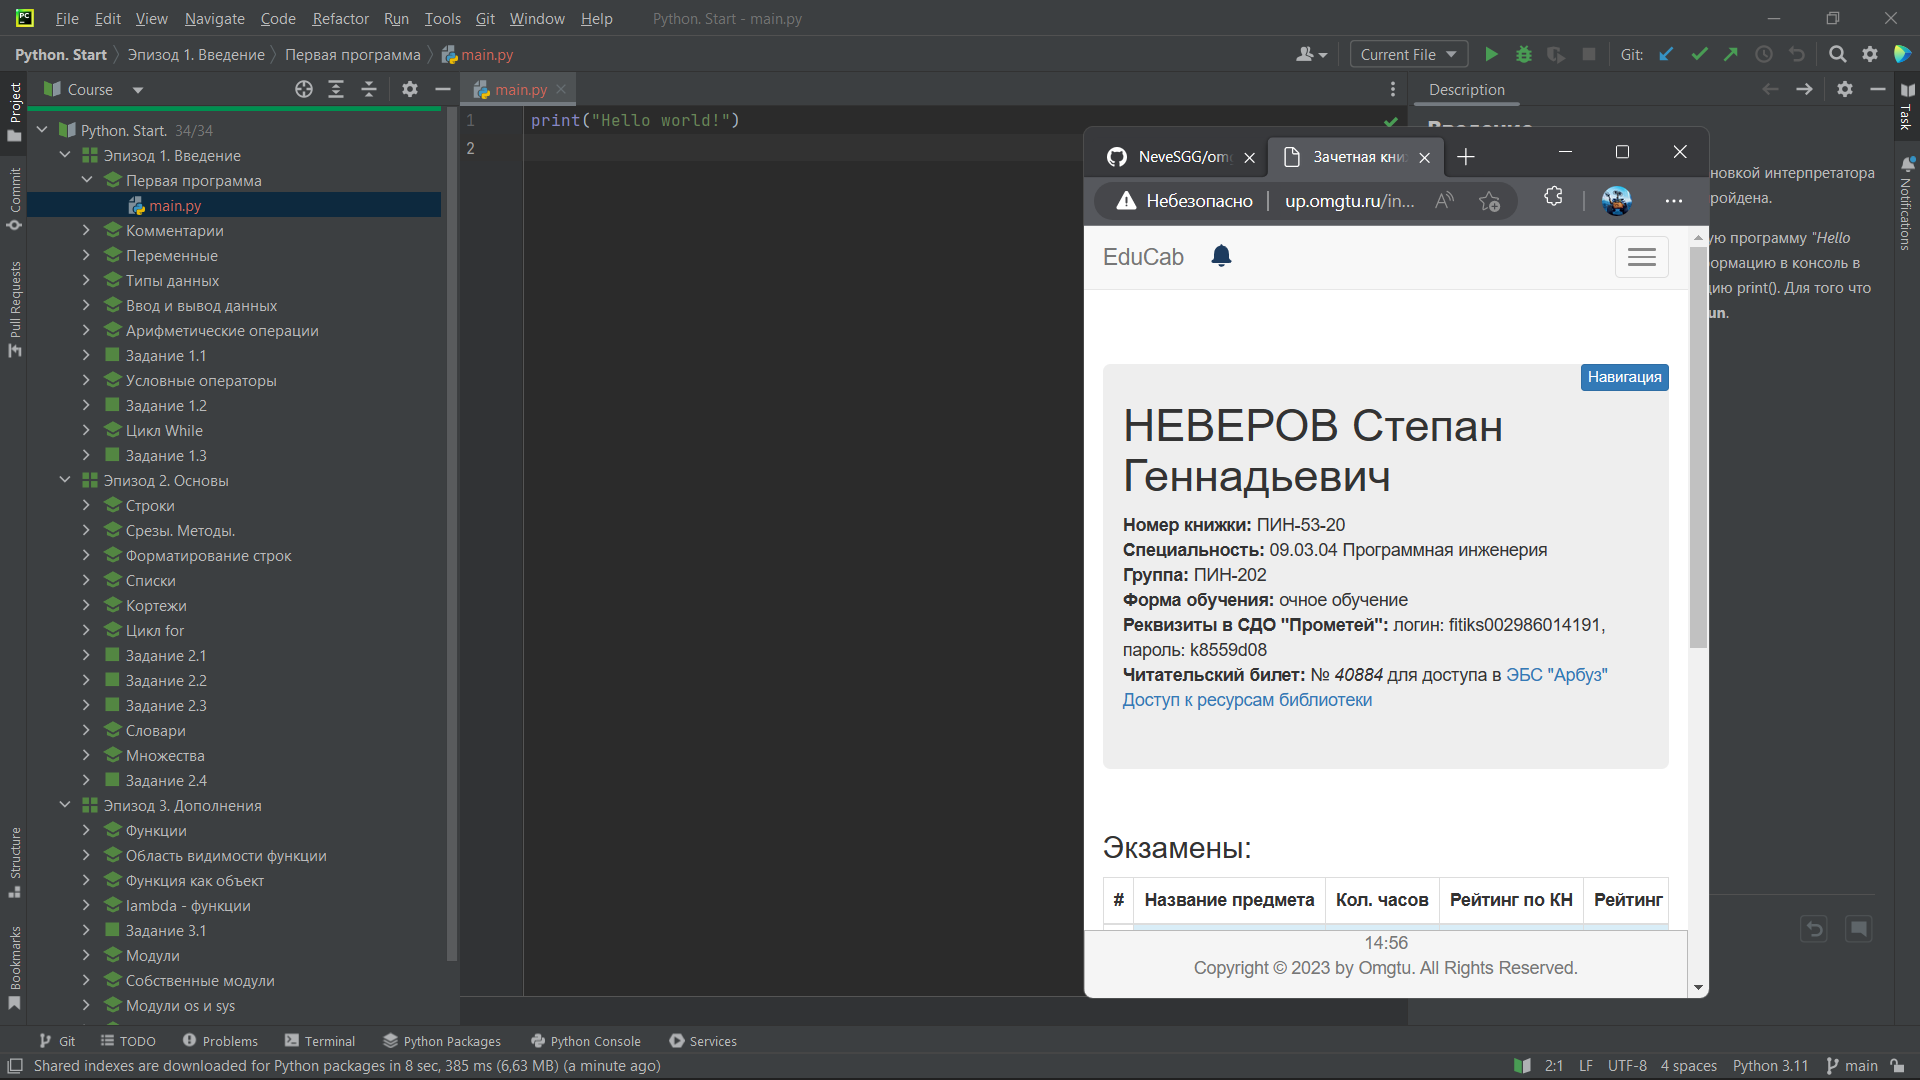 File Edit View Navigate Code Refactor Run Tools Git Window Help Python. Start - main.py
Python. Start Эпизод 1. Введение Первая программа main.py Current File Git:
Project
Commit
Pull Requests
Structure
Bookmarks
Course
Python. Start. 34/34
Эпизод 1. Введение
Первая программа
main.py
Комментарии
Переменные
Типы данных
Ввод и вывод данных
Арифметические операции
Задание 1.1
Условные операторы
Задание 1.2
Цикл While
Задание 1.3
Эпизод 2. Основы
Строки
Срезы. Методы.
Форматирование строк
Списки
Кортежи
Цикл for
Задание 2.1
Задание 2.2
Задание 2.3
Словари
Множества
Задание 2.4
Эпизод 3. Дополнения
Функции
Область видимости функции
Функция как объект
lambda - функции
Задание 3.1
Модули
Собственные модули
Модули os и sys
main.py
1 print("Hello world!")
2
Description
Введение
новкой интерпретатора
ройдена.
ую программу "Hello
ормацию в консоль в
ию print(). Для того что
un.
Task
Notifications
NeveSGG/om
Зачетная кни
Небезопасно up.omgtu.ru/in...
EduCab
Навигация
НЕВЕРОВ Степан
Геннадьевич
Номер книжки: ПИН-53-20
Специальность: 09.03.04 Программная инженерия
Группа: ПИН-202
Форма обучения: очное обучение
Реквизиты в СДО "Прометей": логин: fitiks002986014191,
пароль: k8559d08
Читательский билет: № 40884 для доступа в ЭБС "Арбуз"
Доступ к ресурсам библиотеки
Экзамены:
# Название предмета Кол. часов Рейтинг по КН Рейтинг
14:56
Copyright © 2023 by Omgtu. All Rights Reserved.
Git TODO Problems Terminal Python Packages Python Console Services
Shared indexes are downloaded for Python packages in 8 sec, 385 ms (6,63 MB) (a minute ago) 2:1 LF UTF-8 4 spaces Python 3.11 main